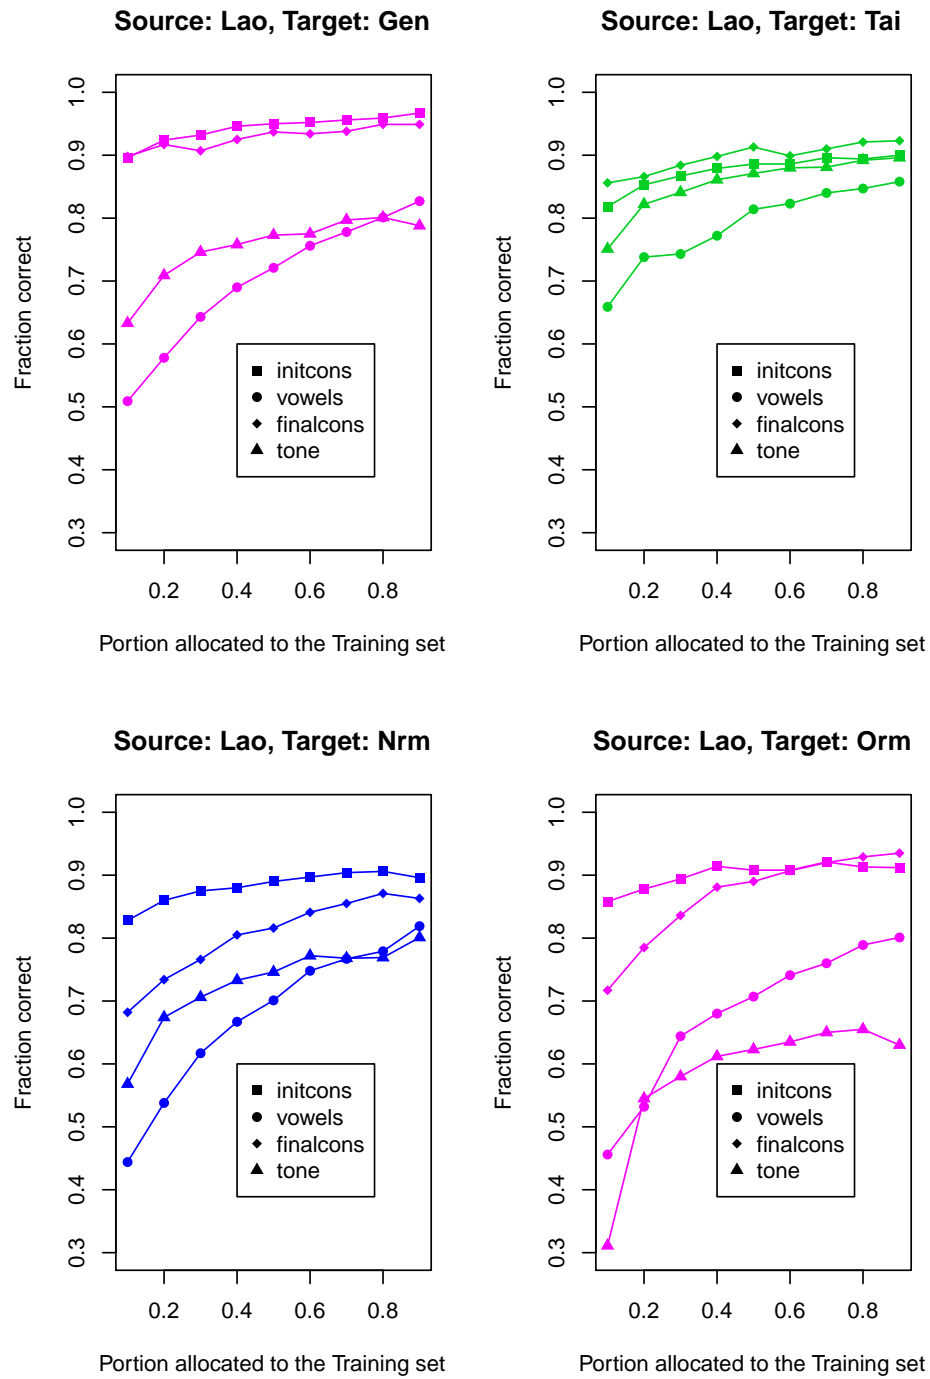 Source: Lao, Target: Gen
Fraction correct
1.0
0.9
0.8
0.7
0.6
0.5
0.4
0.3
initcons
vowels
finalcons
tone
0.2 0.4 0.6 0.8
Portion allocated to the Training set
Source: Lao, Target: Tai
Fraction correct
1.0
0.9
0.8
0.7
0.6
0.5
0.4
0.3
initcons
vowels
finalcons
tone
0.2 0.4 0.6 0.8
Portion allocated to the Training set
Source: Lao, Target: Nrm
Fraction correct
1.0
0.9
0.8
0.7
0.6
0.5
0.4
0.3
initcons
vowels
finalcons
tone
0.2 0.4 0.6 0.8
Portion allocated to the Training set
Source: Lao, Target: Orm
Fraction correct
1.0
0.9
0.8
0.7
0.6
0.5
0.4
0.3
initcons
vowels
finalcons
tone
0.2 0.4 0.6 0.8
Portion allocated to the Training set